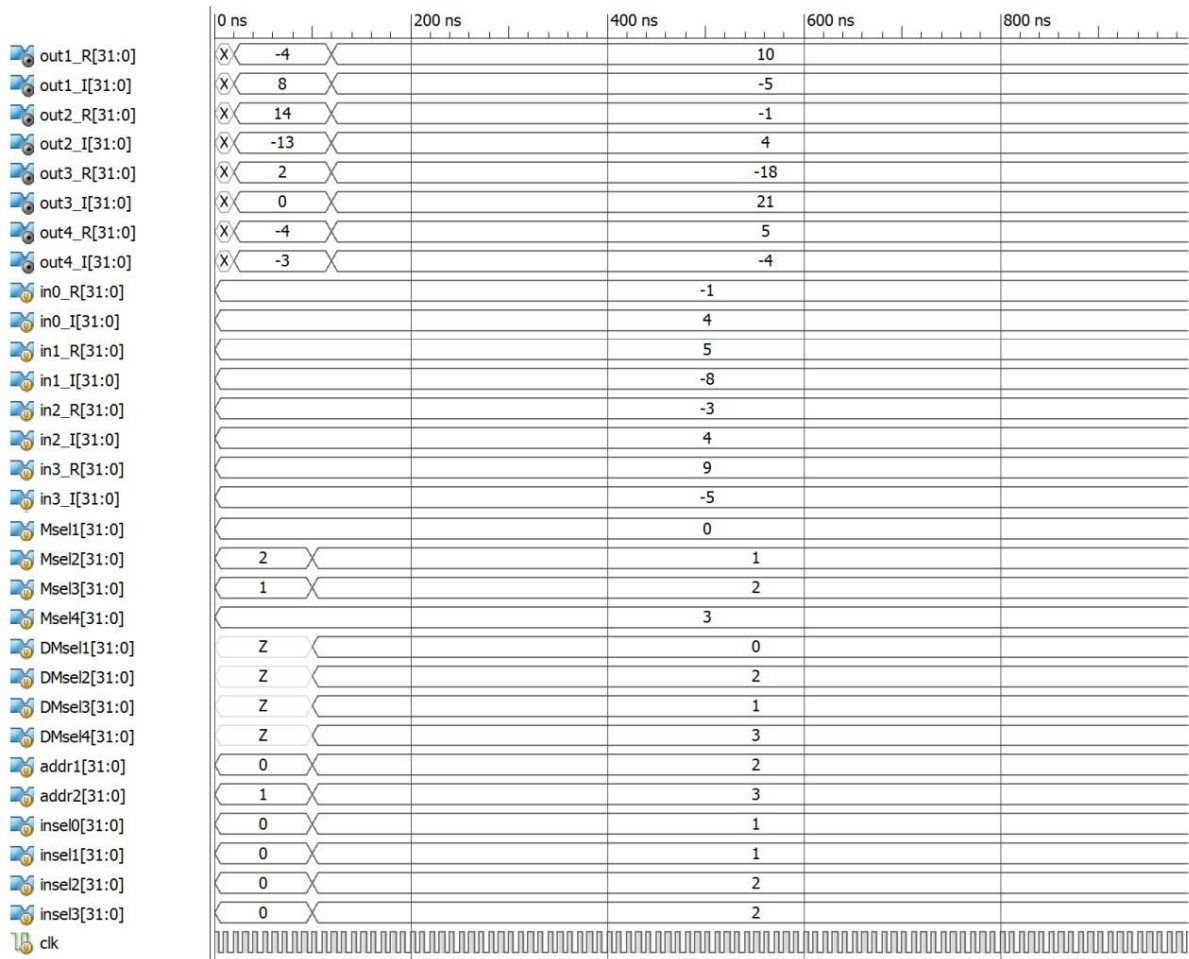 0 ns 200 ns 400 ns 600 ns 800 ns
out1_R[31:0] X -4 10
out1_I[31:0] X 8 -5
out2_R[31:0] X 14 -1
out2_I[31:0] X -13 4
out3_R[31:0] X 2 -18
out3_I[31:0] X 0 21
out4_R[31:0] X -4 5
out4_I[31:0] X -3 -4
in0_R[31:0] -1
in0_I[31:0] 4
in1_R[31:0] 5
in1_I[31:0] -8
in2_R[31:0] -3
in2_I[31:0] 4
in3_R[31:0] 9
in3_I[31:0] -5
Msel1[31:0] 0
Msel2[31:0] 2 1
Msel3[31:0] 1 2
Msel4[31:0] 3
DMsel1[31:0] Z 0
DMsel2[31:0] Z 2
DMsel3[31:0] Z 1
DMsel4[31:0] Z 3
addr1[31:0] 0 2
addr2[31:0] 1 3
insel0[31:0] 0 1
insel1[31:0] 0 1
insel2[31:0] 0 2
insel3[31:0] 0 2
clk